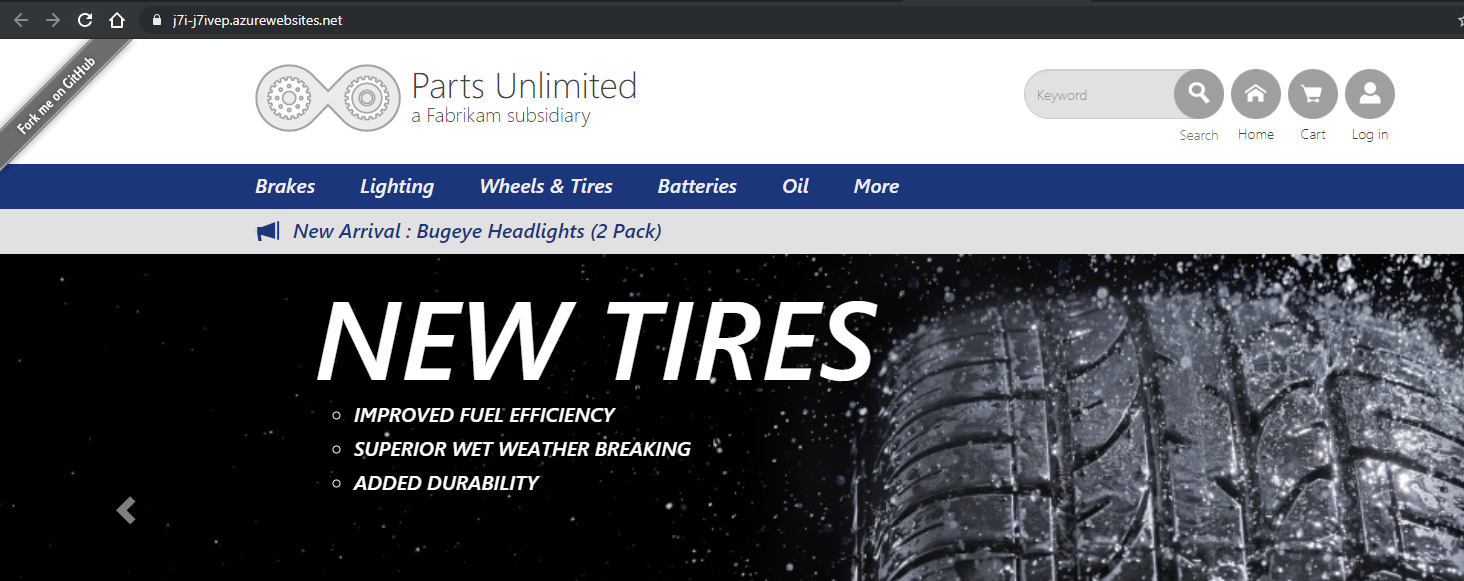 j7i-j7ivep.azurewebsites.net
Fork me on GitHub
Parts Unlimited
a Fabrikam subsidiary
Keyword
Search Home Cart Log in
Brakes Lighting Wheels & Tires Batteries Oil More
New Arrival : Bugeye Headlights (2 Pack)
NEW TIRES
IMPROVED FUEL EFFICIENCY
SUPERIOR WET WEATHER BREAKING
ADDED DURABILITY